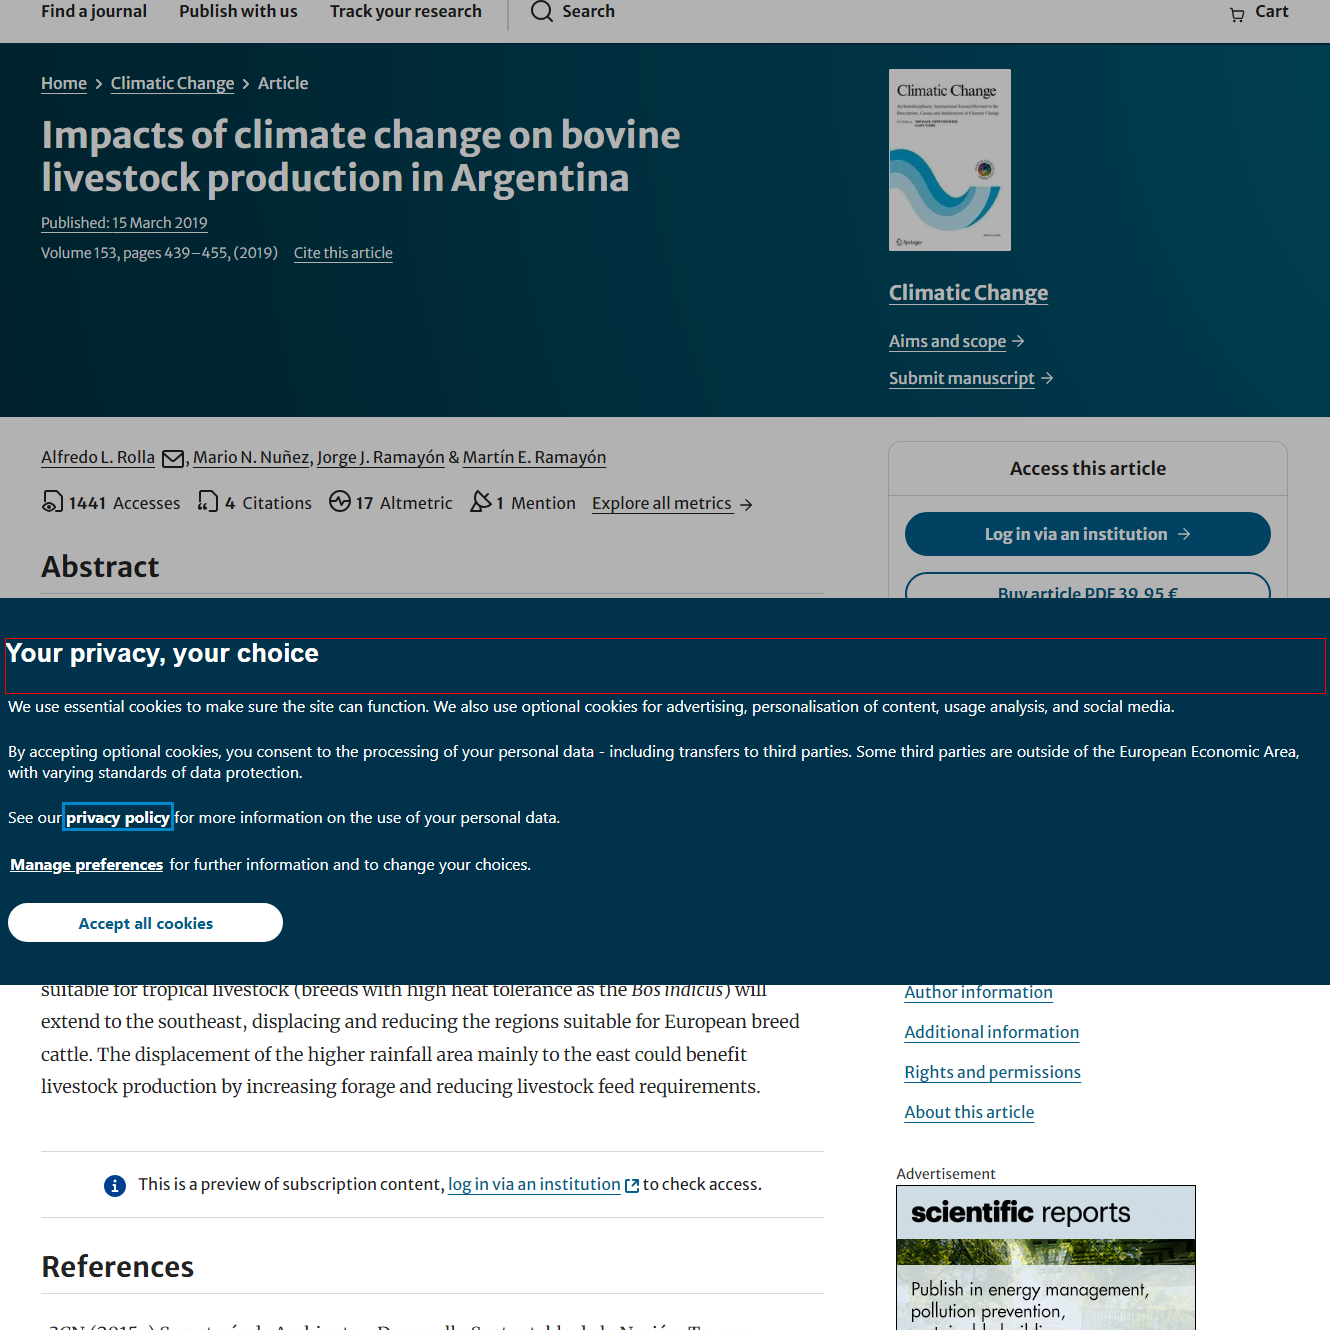 Find a journal Publish with us Track your research Search Cart
Home > Climatic Change > Article
Impacts of climate change on bovine
livestock production in Argentina
Published: 15 March 2019
Volume 153, pages 439–455, (2019) Cite this article
Climatic Change
Springer
Climatic Change
Aims and scope →
Submit manuscript →
Alfredo L. Rolla, Mario N. Nuñez, Jorge J. Ramayón & Martín E. Ramayón
1441 Accesses 4 Citations 17 Altmetric 1 Mention Explore all metrics →
Abstract
Access this article
Log in via an institution →
Buy article PDF 39,95 €
Your privacy, your choice
We use essential cookies to make sure the site can function. We also use optional cookies for advertising, personalisation of content, usage analysis, and social media.
By accepting optional cookies, you consent to the processing of your personal data - including transfers to third parties. Some third parties are outside of the European Economic Area,
with varying standards of data protection.
See our privacy policy for more information on the use of your personal data.
Manage preferences for further information and to change your choices.
Accept all cookies
suitable for tropical livestock (breeds with high heat tolerance as the Bos indicus) will
extend to the southeast, displacing and reducing the regions suitable for European breed
cattle. The displacement of the higher rainfall area mainly to the east could benefit
livestock production by increasing forage and reducing livestock feed requirements.
This is a preview of subscription content, log in via an institution to check access.
References
Author information
Additional information
Rights and permissions
About this article
Advertisement
scientific reports
Publish in energy management,
pollution prevention,